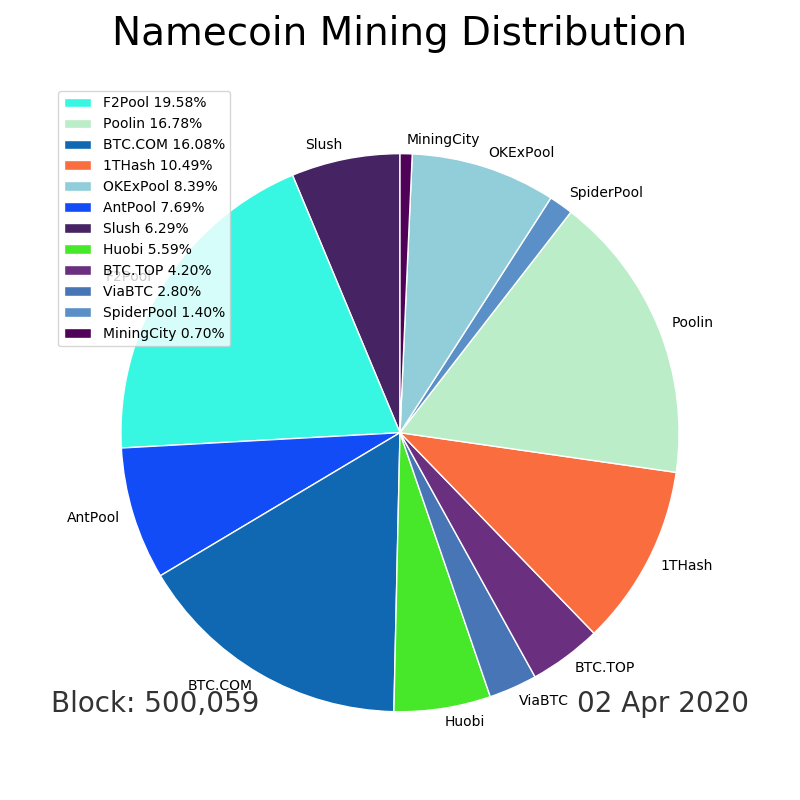 Namecoin Mining Distribution
F2Pool 19.58%
Poolin 16.78%
BTC.COM 16.08%
1THash 10.49%
OKExPool 8.39%
AntPool 7.69%
Slush 6.29%
Huobi 5.59%
BTC.TOP 4.20%
ViaBTC 2.80%
SpiderPool 1.40%
MiningCity 0.70%
MiningCity
Slush
OKExPool
SpiderPool
F2Pool
Poolin
AntPool
1THash
BTC.TOP
BTC.COM
ViaBTC
Huobi
Block: 500,059
02 Apr 2020